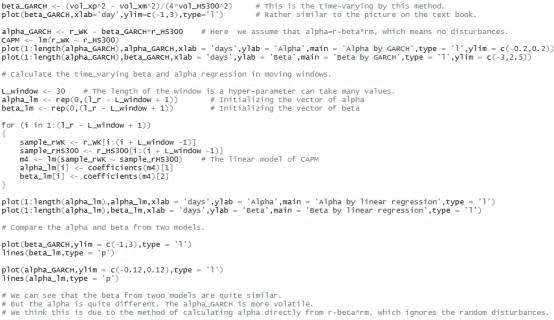 beta_GARCH <- (vol_xp^2 - vol_xm^2)/(4*vol_HS300^2)    # This is the time-varying by this method.
plot(beta_GARCH,xlab='day',ylim=c(-1,3),type='l')    # Rather similar to the picture on the text book.
alpha_GARCH <- r_WK - beta_GARCH*r_HS300    # Here  we assume that alpha=r-beta*rm, which means no disturbances.
CAPM <- lm(r_WK ~ r_HS300)
plot(1:length(alpha_GARCH),alpha_GARCH,xlab = 'days',ylab = 'Alpha',main = 'Alpha by GARCH',type = 'l',ylim = c(-0.2,0.2))
plot(1:length(beta_GARCH),beta_GARCH,xlab = 'days',ylab = 'Beta',main = 'Beta by GARCH',type = 'l',ylim = c(-3,2.5))
# Calculate the time_varying beta and alpha regression in moving windows.
L_window <- 30    # The length of the window is a hyper-parameter can take many values.
alpha_lm <- rep(0,(l_r - L_window + 1))    # Initializing the vector of alpha
beta_lm <- rep(0,(l_r - L_window + 1))    # Initializing the vector of beta
for (i in 1:(l_r - L_window + 1))
{
    sample_rWK <- r_WK[i:(i + L_window -1)]
    sample_rHS300 <- r_HS300[i:(i + L_window -1)]
    m4 <- lm(sample_rWK ~ sample_rHS300)    # The linear model of CAPM
    alpha_lm[i] <- coefficients(m4)[1]
    beta_lm[i] <- coefficients(m4)[2]
}
plot(1:length(alpha_lm),alpha_lm,xlab = 'days',ylab = 'Alpha',main = 'Alpha by linear regression',type = 'l')
plot(1:length(beta_lm),beta_lm,xlab = 'days',ylab = 'Beta',main = 'Beta by linear regression',type = 'l')
# Compare the alpha and beta from two models.
plot(beta_GARCH,ylim = c(-1,3),type = 'l')
lines(beta_lm,type = 'p')
plot(alpha_GARCH,ylim = c(-0.12,0.12),type = 'l')
lines(alpha_lm,type = 'p')
# We can see that the beta from twoo models are quite similar.
# But the alpha is quite different. The alpha_GARCH is more volatile.
# We think this is due to the method of calculating alpha directly from r-beta*rm, which ignores the random disturbances.